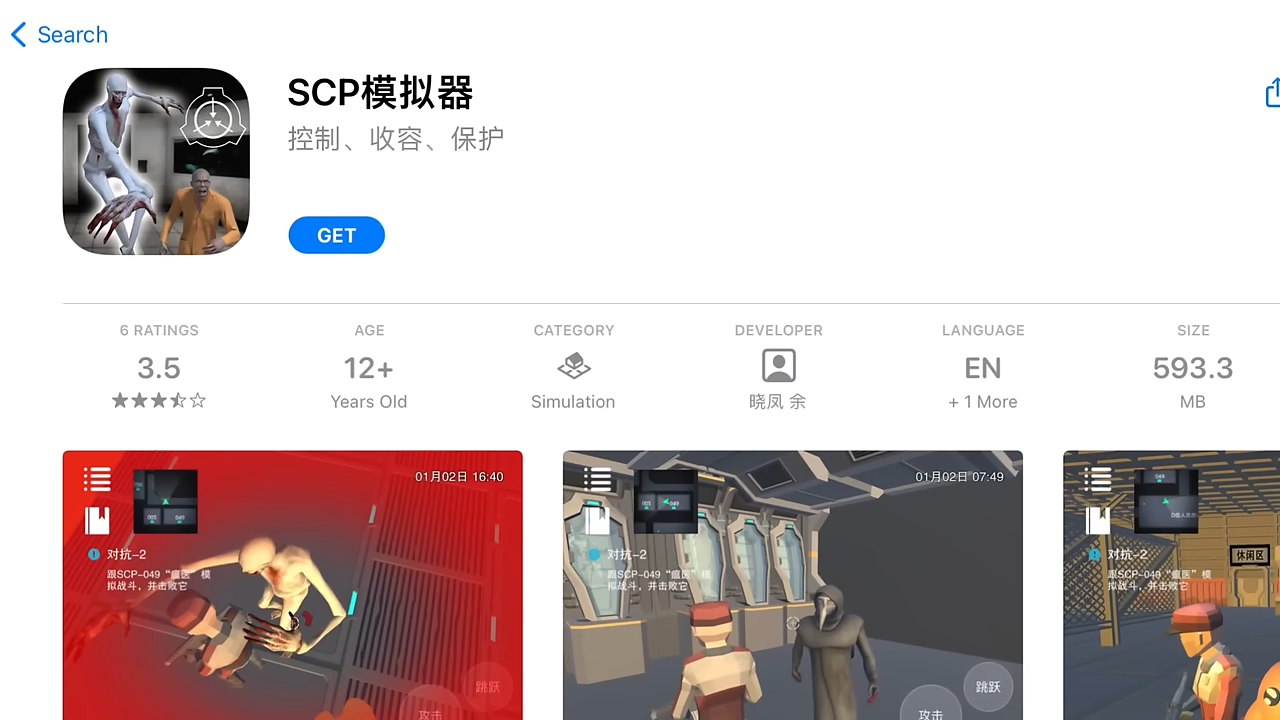 Search
SCP模拟器
控制、收容、保护
GET
6 RATINGS
3.5
AGE
12+
Years Old
CATEGORY
Simulation
DEVELOPER
晓凤 余
LANGUAGE
EN
+ 1 More
SIZE
593.3
MB
01月02日 16:40
005
049
对抗-2
跟SCP-049“瘟医”模
拟战斗，并击败它
跳跃
攻击
01月02日 07:49
005
049
对抗-2
跟SCP-049“瘟医”模
拟战斗，并击败它
跳跃
攻击
049
对抗-2
跟SCP-049“瘟医”模
拟战斗，并击败它
休闲区